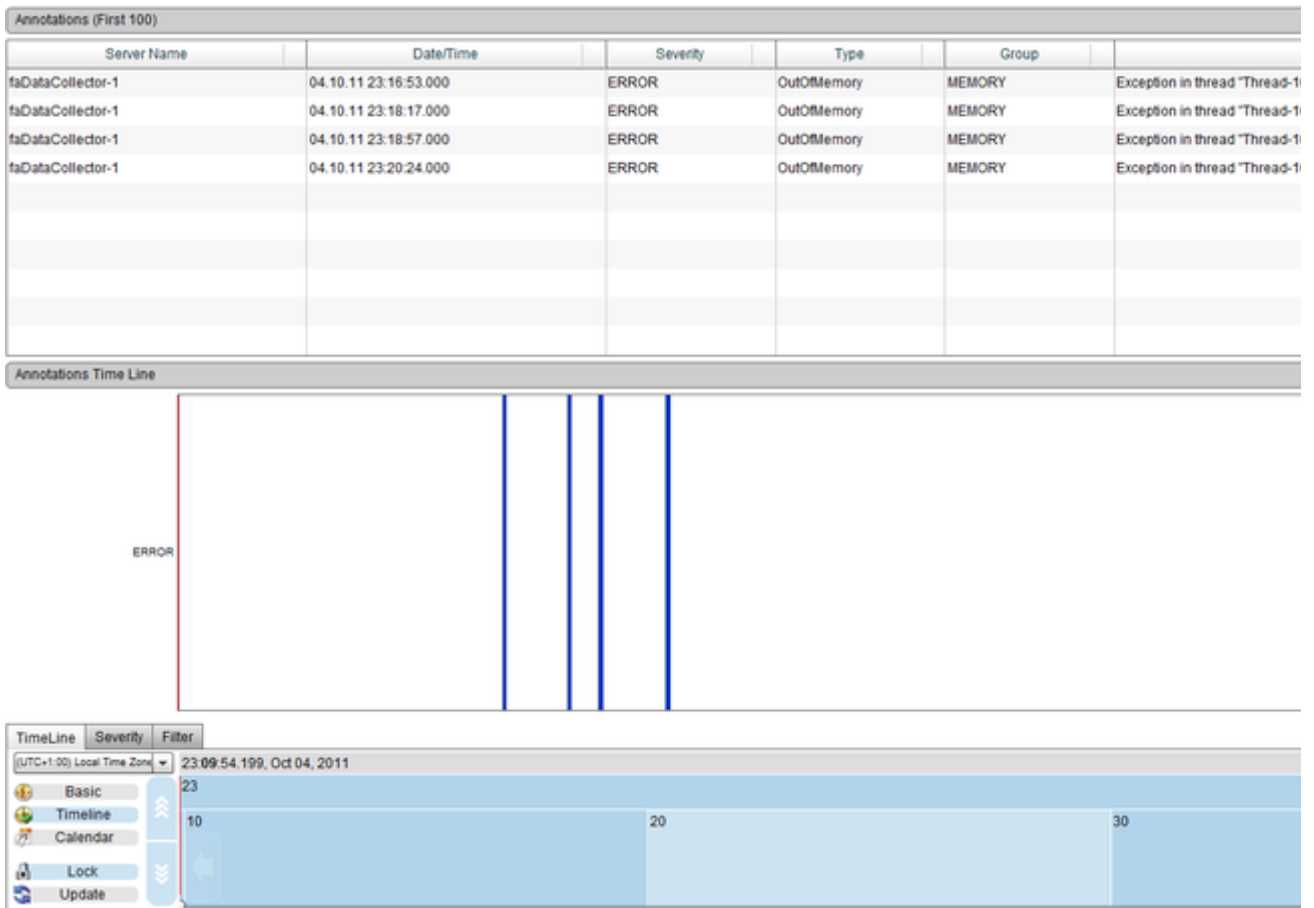 Annotations (First 100)
Server Name Date/Time Severity Type Group
faDataCollector-1 04.10.11 23:16:53.000 ERROR OutOfMemory MEMORY Exception in thread "Thread-10
faDataCollector-1 04.10.11 23:18:17.000 ERROR OutOfMemory MEMORY Exception in thread "Thread-10
faDataCollector-1 04.10.11 23:18:57.000 ERROR OutOfMemory MEMORY Exception in thread "Thread-10
faDataCollector-1 04.10.11 23:20:24.000 ERROR OutOfMemory MEMORY Exception in thread "Thread-10
Annotations Time Line
ERROR
TimeLine Severity Filter
(UTC+1:00) Local Time Zone 23:09:54.199, Oct 04, 2011
Basic 23
Timeline 10 20 30
Calendar
Lock
Update